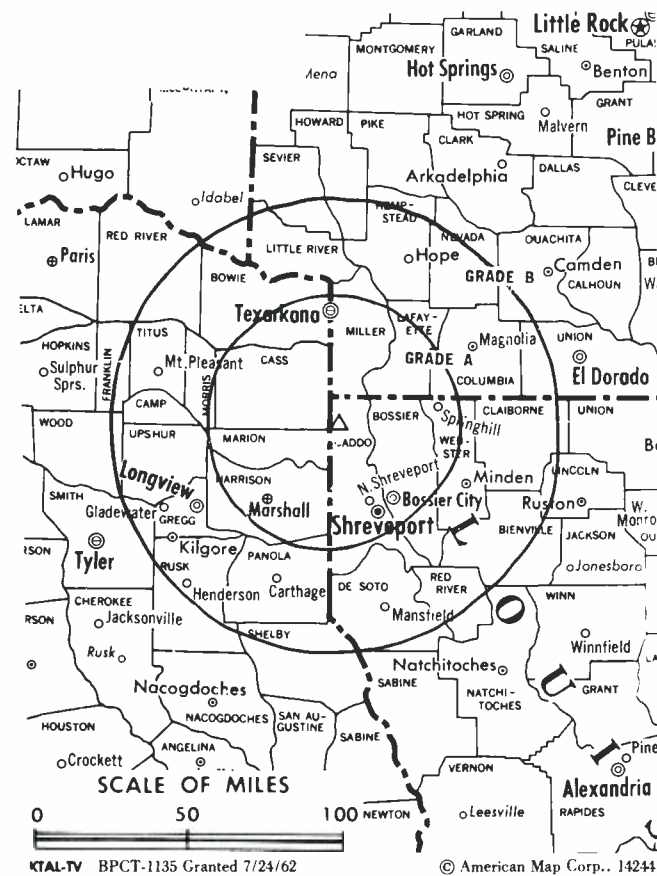 Little Rock
PULAS
GARLAND
SALINE
MONTGOMERY
Hot Springs
Benton
Mena
GRANT
HOT SPRING
Malvern
HOWARD
PIKE
CLARK
Pine B
OCTAW
Hugo
SEVIER
Arkadelphia
DALLAS
CLEVE
Idabel
HEMP-
STEAD
LAMAR
RED RIVER
LITTLE RIVER
NEVADA
OUACHITA
Paris
BOWIE
Hope
GRADE B
Camden
CALHOUN
Texarkana
ELTA
HOPKINS
TITUS
MILLER
LAFAY-
ETTE
UNION
Sulphur
Sprs.
FRANKLIN
Mt. Pleasant
MORRIS
CASS
GRADE A
Magnolia
COLUMBIA
El Dorado
WOOD
CAMP
UPSHUR
MARION
CADDO
BOSSIER
Springhill
WEB-
STER
CLAIBORNE
UNION
Longview
HARRISON
Marshall
N. Shreveport
Bossier City
Minden
LINCOLN
Ruston
SMITH
Gladewater
GREGG
Shreveport
L
BIENVILLE
W.
Monro
JACKSON
OU
RSON
Tyler
Kilgore
PANOLA
RUSK
Henderson
Carthage
DE SOTO
Mansfield
RED
RIVER
Jonesboro
CHEROKEE
Jacksonville
RSON
Rusk
SHELBY
O
WINN
Winnfield
LA
Natchitoches
Nacogdoches
NACOGDOCHES
SABINE
NATCHI-
TOCHES
U
GRANT
HOUSTON
SAN AU-
GUSTINE
SABINE
Crockett
ANGELINA
VERNON
I
Pine
Alexandria
SCALE OF MILES
0 50 100
NEWTON
Leesville
RAPIDES
S
KTAL-TV BPCT-1135 Granted 7/24/62
© American Map Corp.. 14244